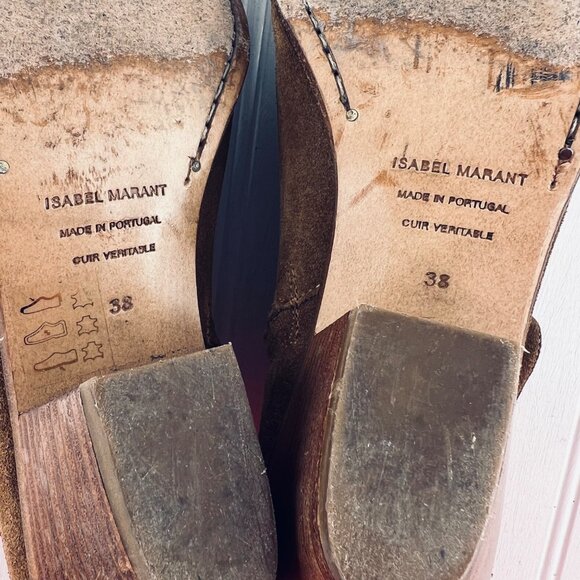 ISABEL MARANT
MADE IN PORTUGAL
CUIR VERITABLE
38
ISABEL MARANT
MADE IN PORTUGAL
CUIR VERITABLE
38